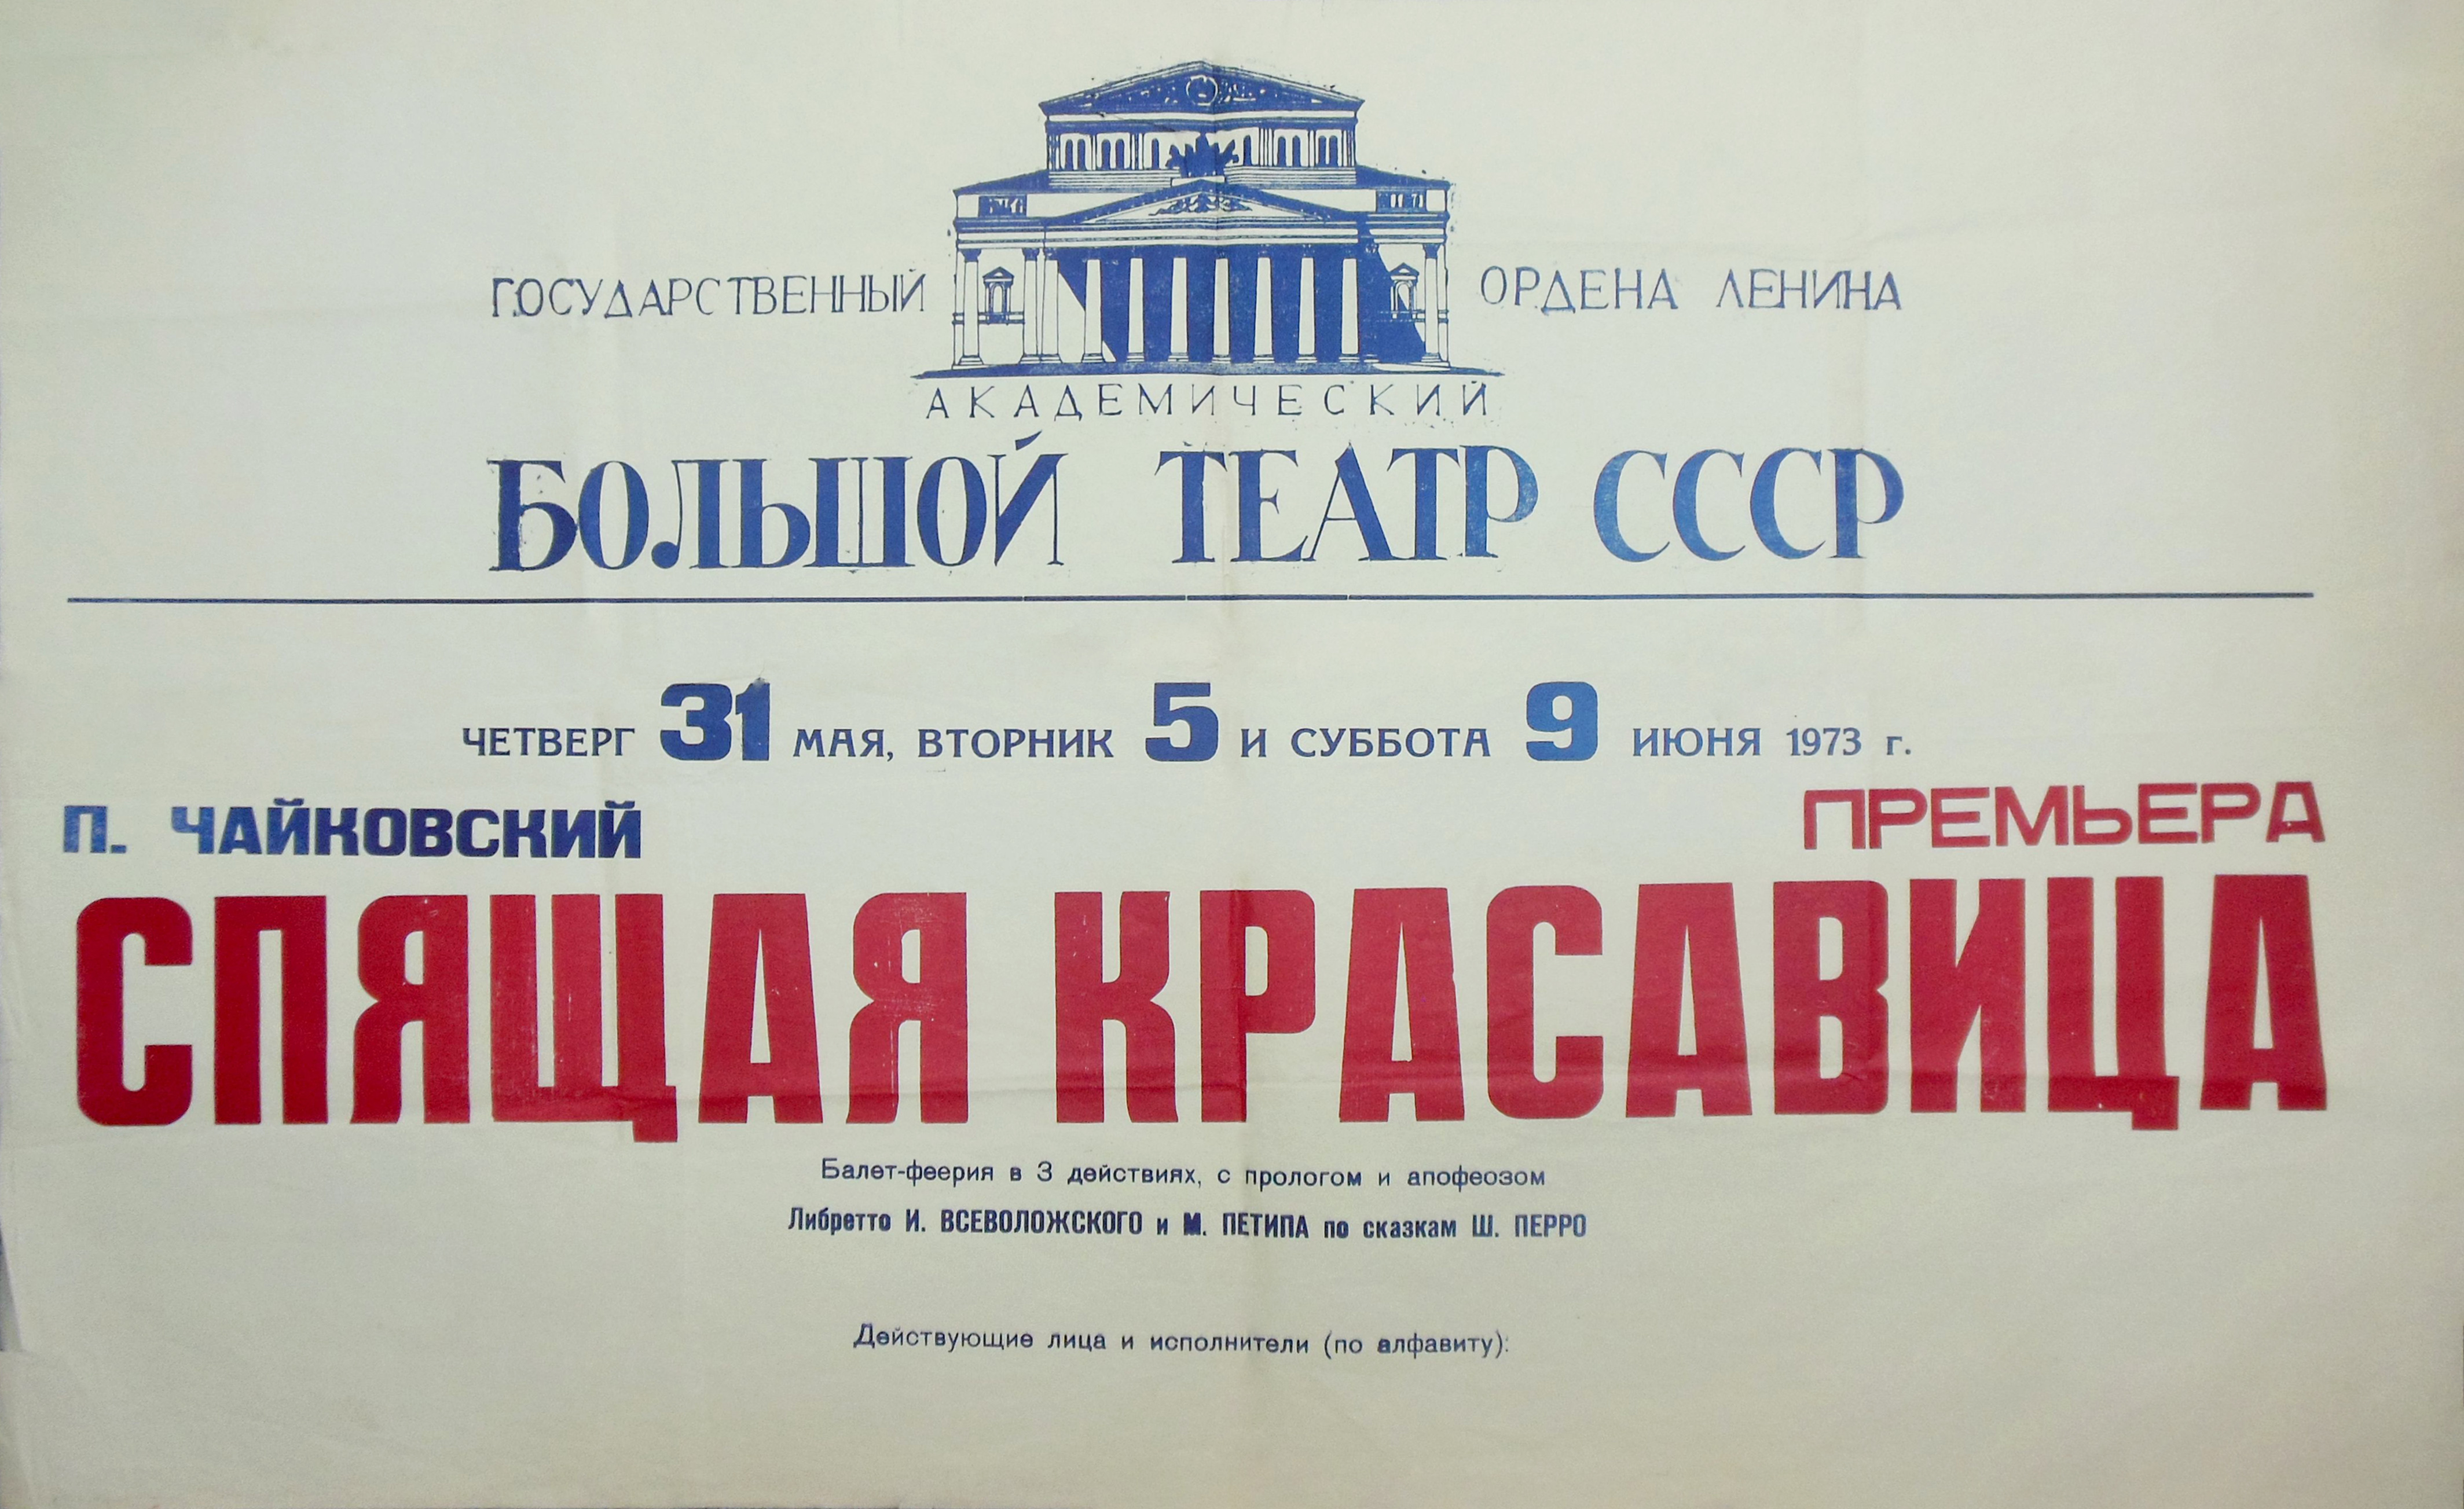 ГОСУДАРСТВЕННЫЙ ОРДЕНА ЛЕНИНА
АКАДЕМИЧЕСКИЙ
БОЛЬШОЙ ТЕАТР СССР
ЧЕТВЕРГ 31 МАЯ, ВТОРНИК 5 И СУББОТА 9 ИЮНЯ 1973 г.
П. ЧАЙКОВСКИЙ ПРЕМЬЕРА
СПЯЩАЯ КРАСАВИЦА
Балет-феерия в 3 действиях, с прологом и апофеозом
Либретто И. ВСЕВОЛОЖСКОГО и М. ПЕТИПА по сказкам Ш. ПЕРРО
Действующие лица и исполнители (по алфавиту):